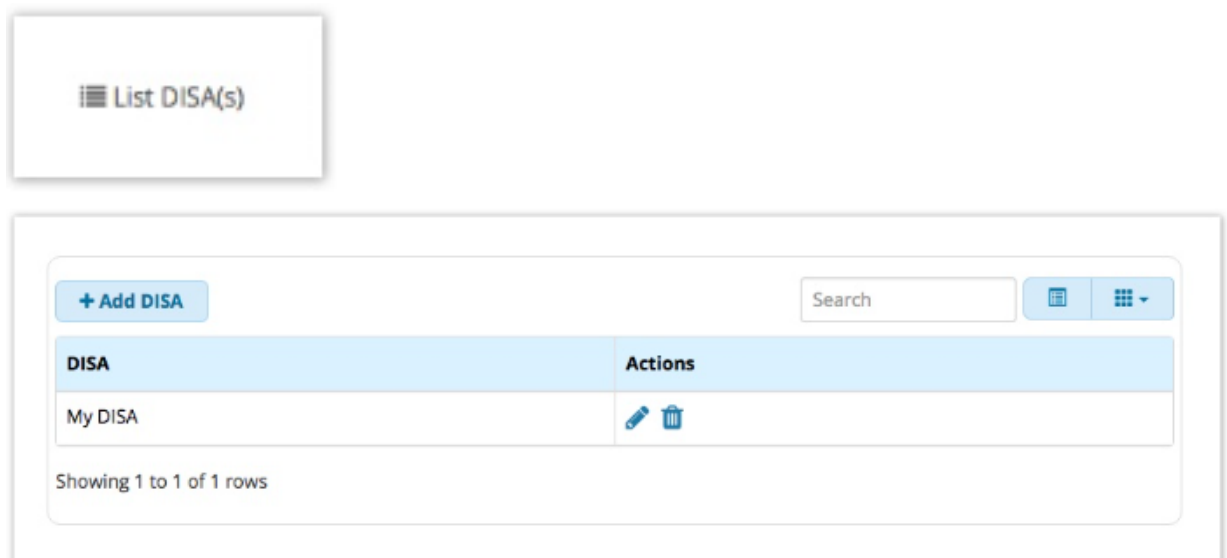 List DISA(s)
+ Add DISA
Search
DISA Actions
My DISA
Showing 1 to 1 of 1 rows